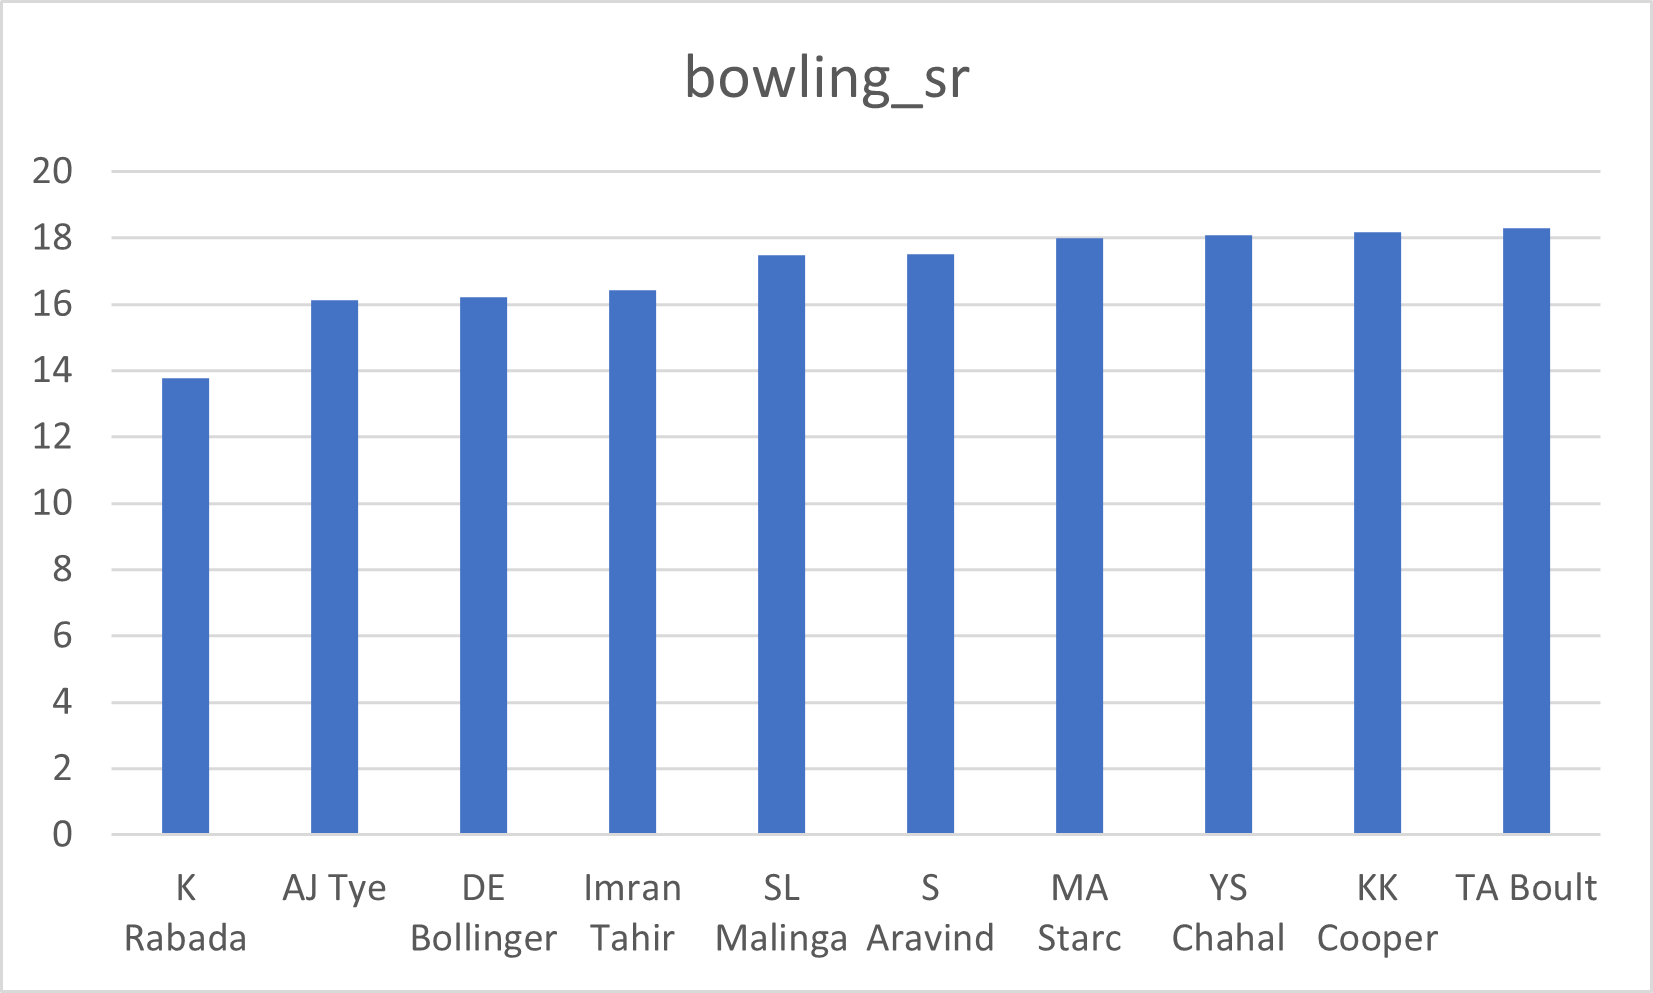 bowling_sr
20
18
16
14
12
10
8
6
4
2
0
K Rabada
AJ Tye
DE Bollinger
Imran Tahir
SL Malinga
S Aravind
MA Starc
YS Chahal
KK Cooper
TA Boult